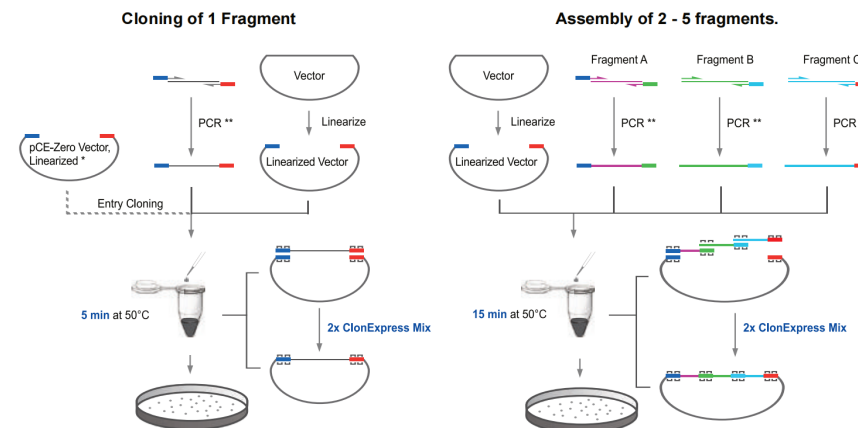 Cloning of 1 Fragment
Assembly of 2 - 5 fragments.
Vector
Linearize
PCR **
pCE-Zero Vector,
Linearized *
Linearized Vector
Entry Cloning
5 min at 50°C
2x ClonExpress Mix
Vector
Fragment A
Fragment B
Fragment C
Linearize
PCR **
PCR **
PCR
Linearized Vector
15 min at 50°C
2x ClonExpress Mix